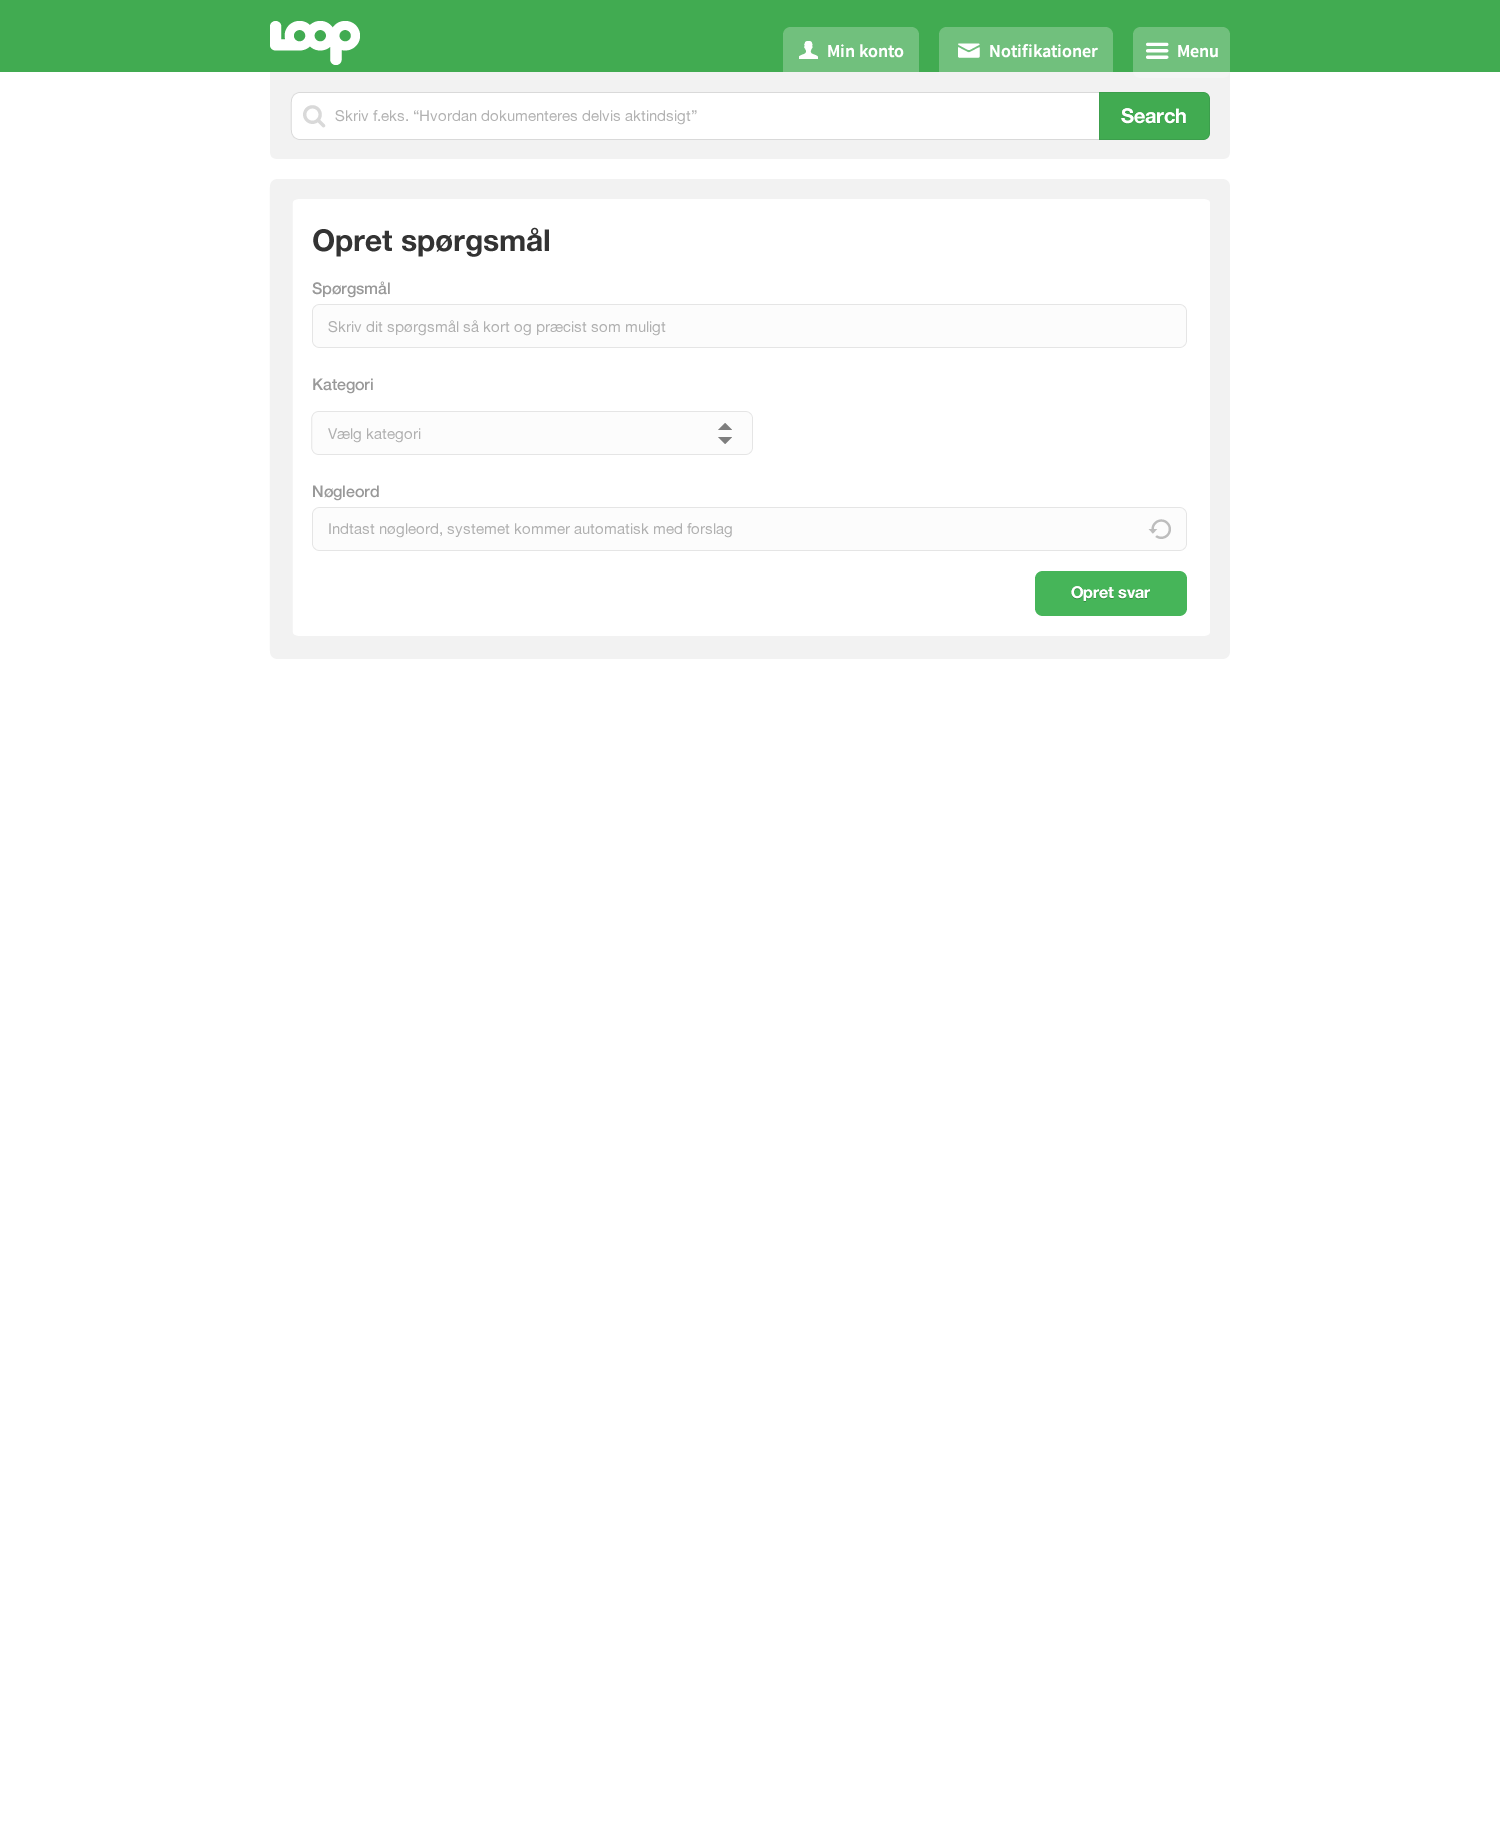 Loop
Min konto
Notifikationer
Menu
Skriv f.eks. “Hvordan dokumenteres delvis aktindsigt”
Search
Opret spørgsmål
Spørgsmål
Skriv dit spørgsmål så kort og præcist som muligt
Kategori
Vælg kategori
Nøgleord
Indtast nøgleord, systemet kommer automatisk med forslag
Opret svar